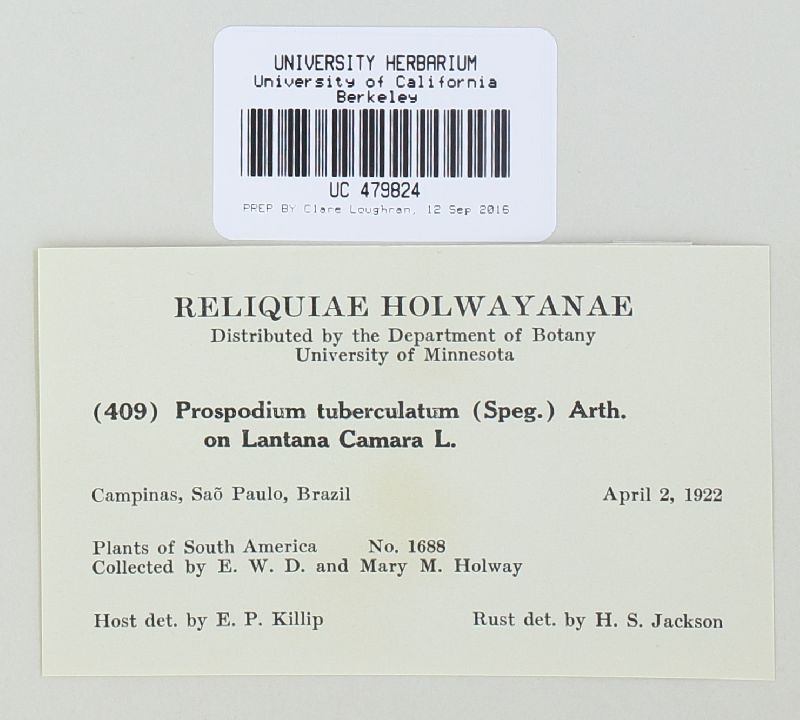 UNIVERSITY HERBARIUM
University of California
Berkeley
UC 479824
PREP BY Clare Loughran, 12 Sep 2016
RELIQUIAE HOLWAYANAE
Distributed by the Department of Botany
University of Minnesota
(409) Prospodium tuberculatum (Speg.) Arth.
on Lantana Camara L.
Campinas, Saõ Paulo, Brazil April 2, 1922
Plants of South America No. 1688
Collected by E. W. D. and Mary M. Holway
Host det. by E. P. Killip Rust det. by H. S. Jackson